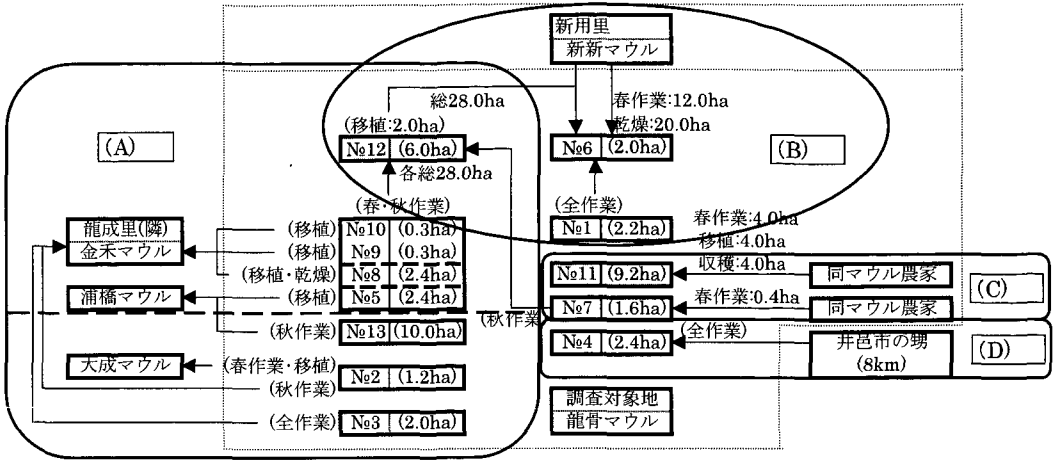 新用里
新新マウル
総28.0ha
春作業:12.0ha
(移植:2.0ha)
乾燥:20.0ha
(A)
№12 (6.0ha)
№6 (2.0ha)
(B)
各総28.0ha
(春・秋作業)
(全作業)
龍成里(隣)
金禾マウル
(移植)
№10 (0.3ha)
№1 (2.2ha)
春作業:4.0ha
移植:4.0ha
収穫:4.0ha
(移植)
№9 (0.3ha)
(移植・乾燥)
№8 (2.4ha)
№11 (9.2ha)
同マウル農家
(C)
浦橋マウル
(移植)
№5 (2.4ha)
春作業:0.4ha
(秋作業)
№7 (1.6ha)
同マウル農家
(秋作業)
№13 (10.0ha)
№4 (2.4ha)
(全作業)
井邑市の甥
(8km)
(D)
大成マウル
(春作業・移植)
(秋作業)
№2 (1.2ha)
調査対象地
龍骨マウル
(全作業)
№3 (2.0ha)